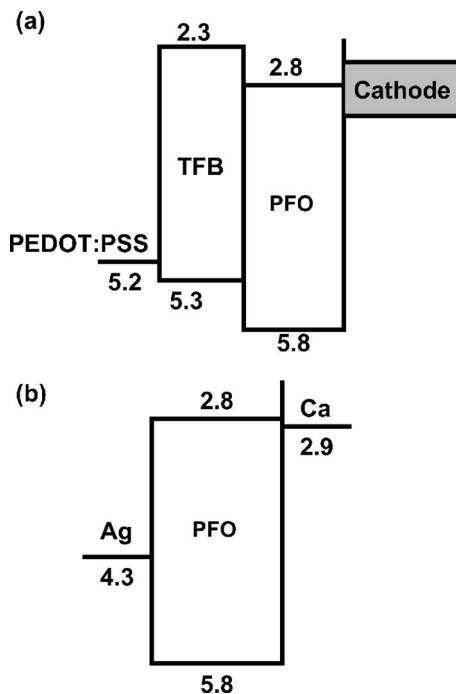 (a)
2.3
2.8
Cathode
TFB
PFO
PEDOT:PSS
5.2
5.3
5.8
(b)
2.8
Ca
2.9
Ag
PFO
4.3
5.8